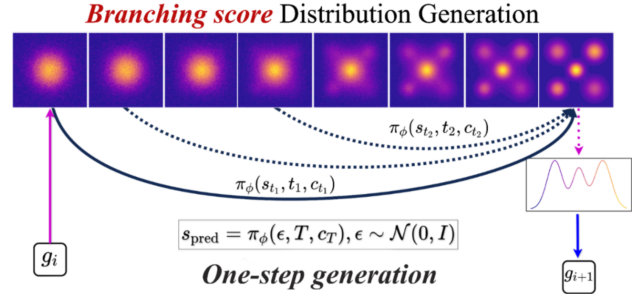 Branching score Distribution Generation
π_ϕ(s_{t_2}, t_2, c_{t_2})
π_ϕ(s_{t_1}, t_1, c_{t_1})
s_pred = π_ϕ(ϵ, T, c_T), ϵ ∼ 𝒩(0, I)
g_i
One-step generation
g_{i+1}